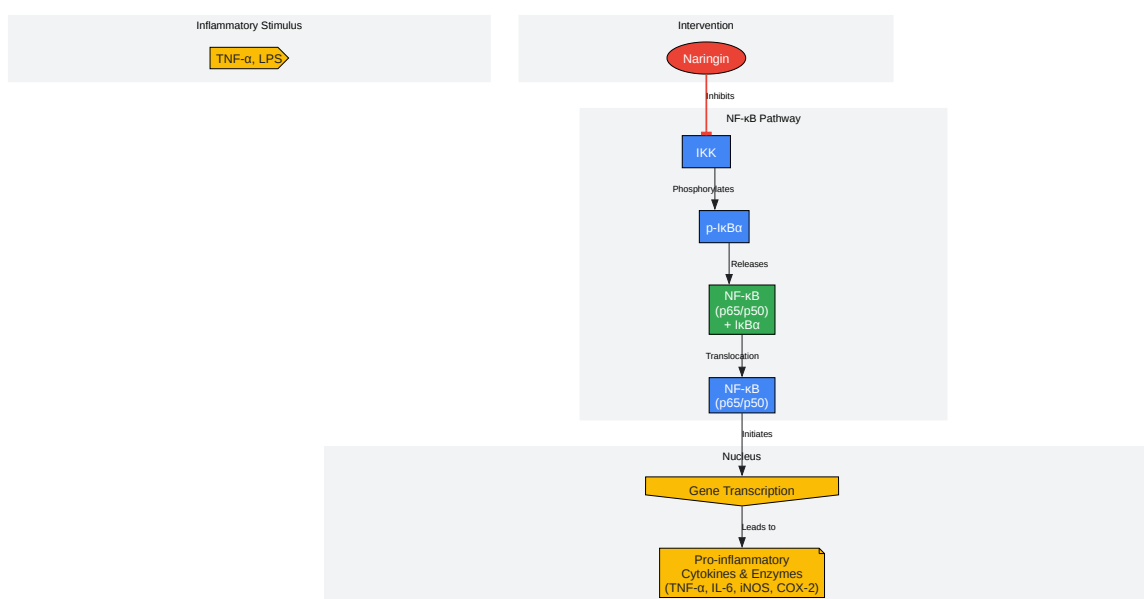 Inflammatory Stimulus
TNF-α, LPS
Intervention
Naringin
Inhibits
NF-κB Pathway
IKK
Phosphorylates
p-IκBα
Releases
NF-κB
(p65/p50)
+ IκBα
Translocation
NF-κB
(p65/p50)
Initiates
Nucleus
Gene Transcription
Leads to
Pro-inflammatory
Cytokines & Enzymes
(TNF-α, IL-6, iNOS, COX-2)